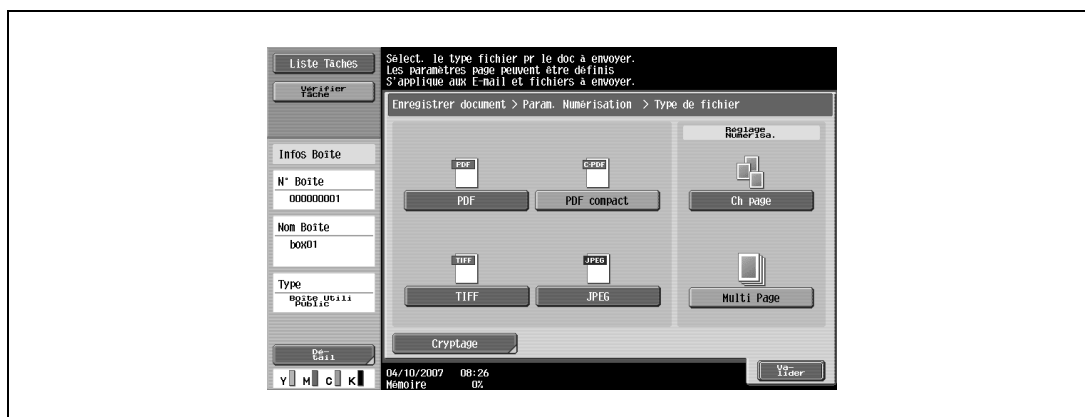 Liste Tâches
Vérifier
Tâche
Sélect. le type fichier pr le doc à envoyer.
Les paramètres page peuvent être définis
S'applique aux E-mail et fichiers à envoyer.
Enregistrer document > Param. Numérisation > Type de fichier
Réglage
Numérisa.
Infos Boîte
N° Boîte
000000001
Nom Boîte
box01
Type
Boîte Utili
Public
PDF
C-PDF
PDF
PDF compact
Ch page
TIFF
JPEG
TIFF
JPEG
Multi Page
Cryptage
Dé-
tail
Y M C K
04/10/2007 08:26
Mémoire 0%
Va-
lider